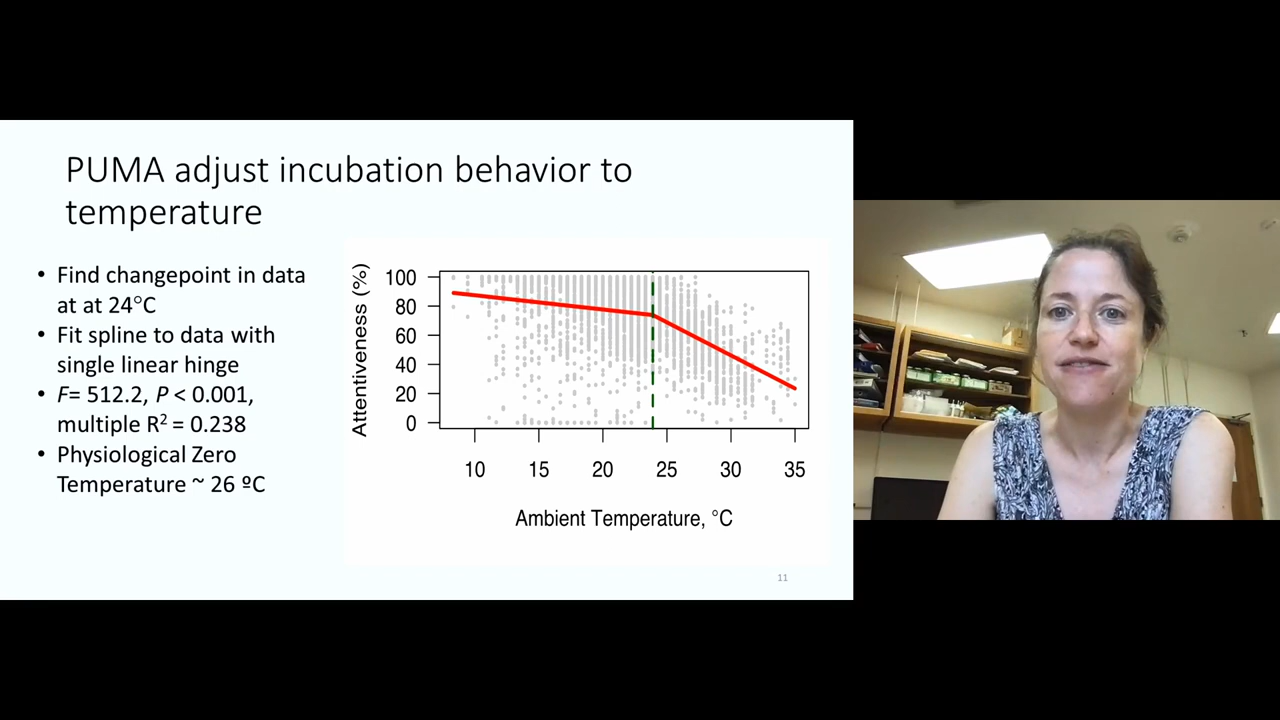 PUMA adjust incubation behavior to
temperature
• Find changepoint in data
at at 24°C
• Fit spline to data with
single linear hinge
• F= 512.2, P < 0.001,
multiple R² = 0.238
• Physiological Zero
Temperature ~ 26 ºC
Attentiveness (%)
100
80
60
40
20
0
10 15 20 25 30 35
Ambient Temperature, °C
11